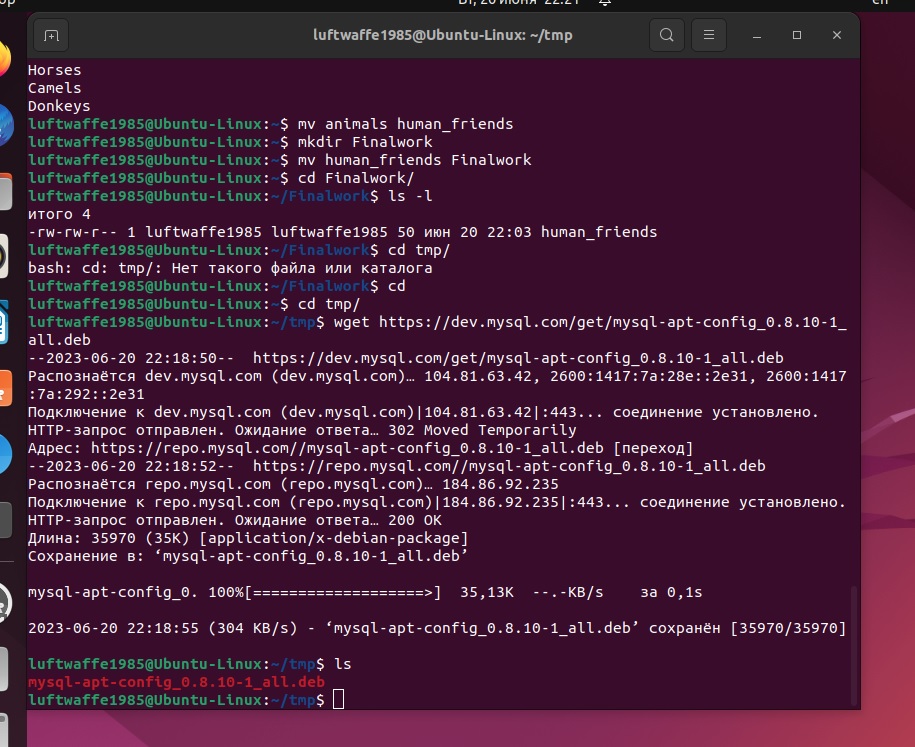 Вт, 20 июня 22:21
luftwaffe1985@Ubuntu-Linux: ~/tmp
Horses
Camels
Donkeys
luftwaffe1985@Ubuntu-Linux:~$ mv animals human_friends
luftwaffe1985@Ubuntu-Linux:~$ mkdir Finalwork
luftwaffe1985@Ubuntu-Linux:~$ mv human_friends Finalwork
luftwaffe1985@Ubuntu-Linux:~$ cd Finalwork/
luftwaffe1985@Ubuntu-Linux:~/Finalwork$ ls -l
итого 4
-rw-rw-r-- 1 luftwaffe1985 luftwaffe1985 50 июн 20 22:03 human_friends
luftwaffe1985@Ubuntu-Linux:~/Finalwork$ cd tmp/
bash: cd: tmp/: Нет такого файла или каталога
luftwaffe1985@Ubuntu-Linux:~/Finalwork$ cd
luftwaffe1985@Ubuntu-Linux:~$ cd tmp/
luftwaffe1985@Ubuntu-Linux:~/tmp$ wget https://dev.mysql.com/get/mysql-apt-config_0.8.10-1_
all.deb
--2023-06-20 22:18:50--  https://dev.mysql.com/get/mysql-apt-config_0.8.10-1_all.deb
Распознаётся dev.mysql.com (dev.mysql.com)… 104.81.63.42, 2600:1417:7a:28e::2e31, 2600:1417
:7a:292::2e31
Подключение к dev.mysql.com (dev.mysql.com)|104.81.63.42|:443... соединение установлено.
HTTP-запрос отправлен. Ожидание ответа… 302 Moved Temporarily
Адрес: https://repo.mysql.com//mysql-apt-config_0.8.10-1_all.deb [переход]
--2023-06-20 22:18:52--  https://repo.mysql.com//mysql-apt-config_0.8.10-1_all.deb
Распознаётся repo.mysql.com (repo.mysql.com)… 184.86.92.235
Подключение к repo.mysql.com (repo.mysql.com)|184.86.92.235|:443... соединение установлено.
HTTP-запрос отправлен. Ожидание ответа… 200 OK
Длина: 35970 (35K) [application/x-debian-package]
Сохранение в: ‘mysql-apt-config_0.8.10-1_all.deb’
mysql-apt-config_0. 100%[===================>]  35,13K  --.-KB/s    за 0,1s
2023-06-20 22:18:55 (304 KB/s) - ‘mysql-apt-config_0.8.10-1_all.deb’ сохранён [35970/35970]
luftwaffe1985@Ubuntu-Linux:~/tmp$ ls
mysql-apt-config_0.8.10-1_all.deb
luftwaffe1985@Ubuntu-Linux:~/tmp$